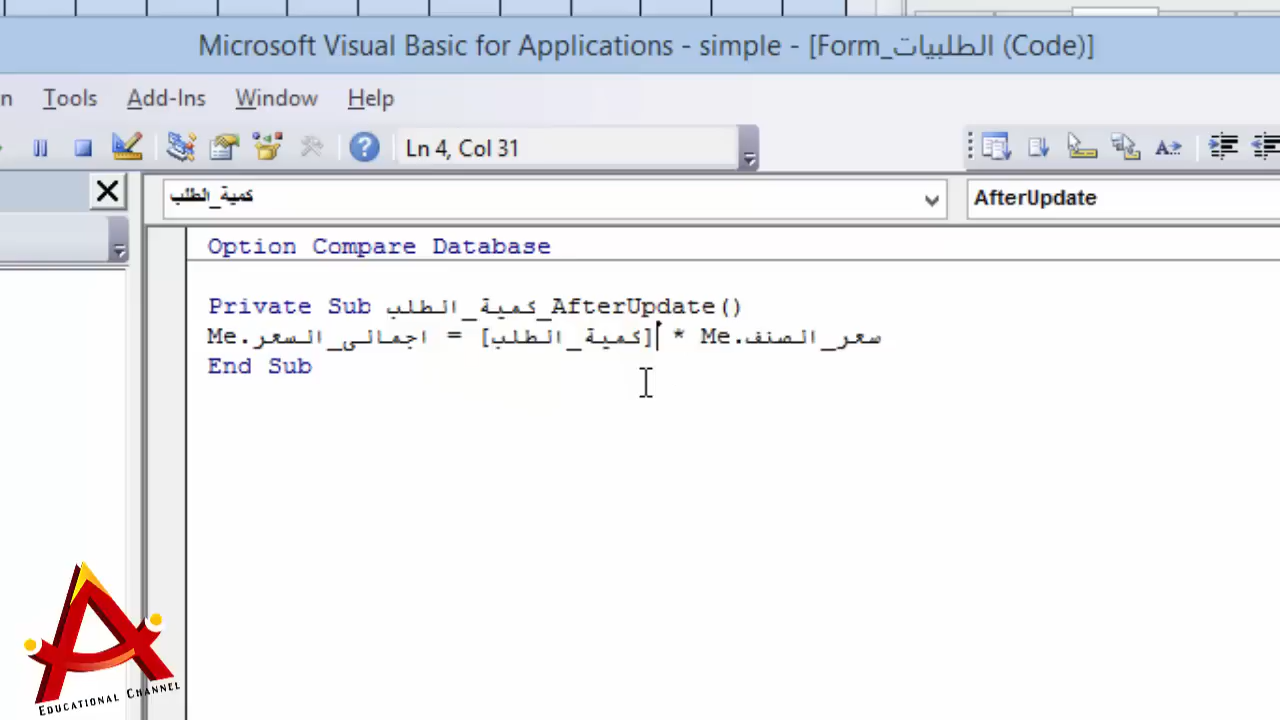 Microsoft Visual Basic for Applications - simple - [Form_الطلبيات (Code)]
n Tools Add-Ins Window Help
Ln 4, Col 31
كمية_الطلب AfterUpdate
Option Compare Database
Private Sub كمية_الطلب_AfterUpdate()
Me.اجمالى_السعر = [كمية_الطلب] * Me.سعر_الصنف
End Sub
EDUCATIONAL CHANNEL